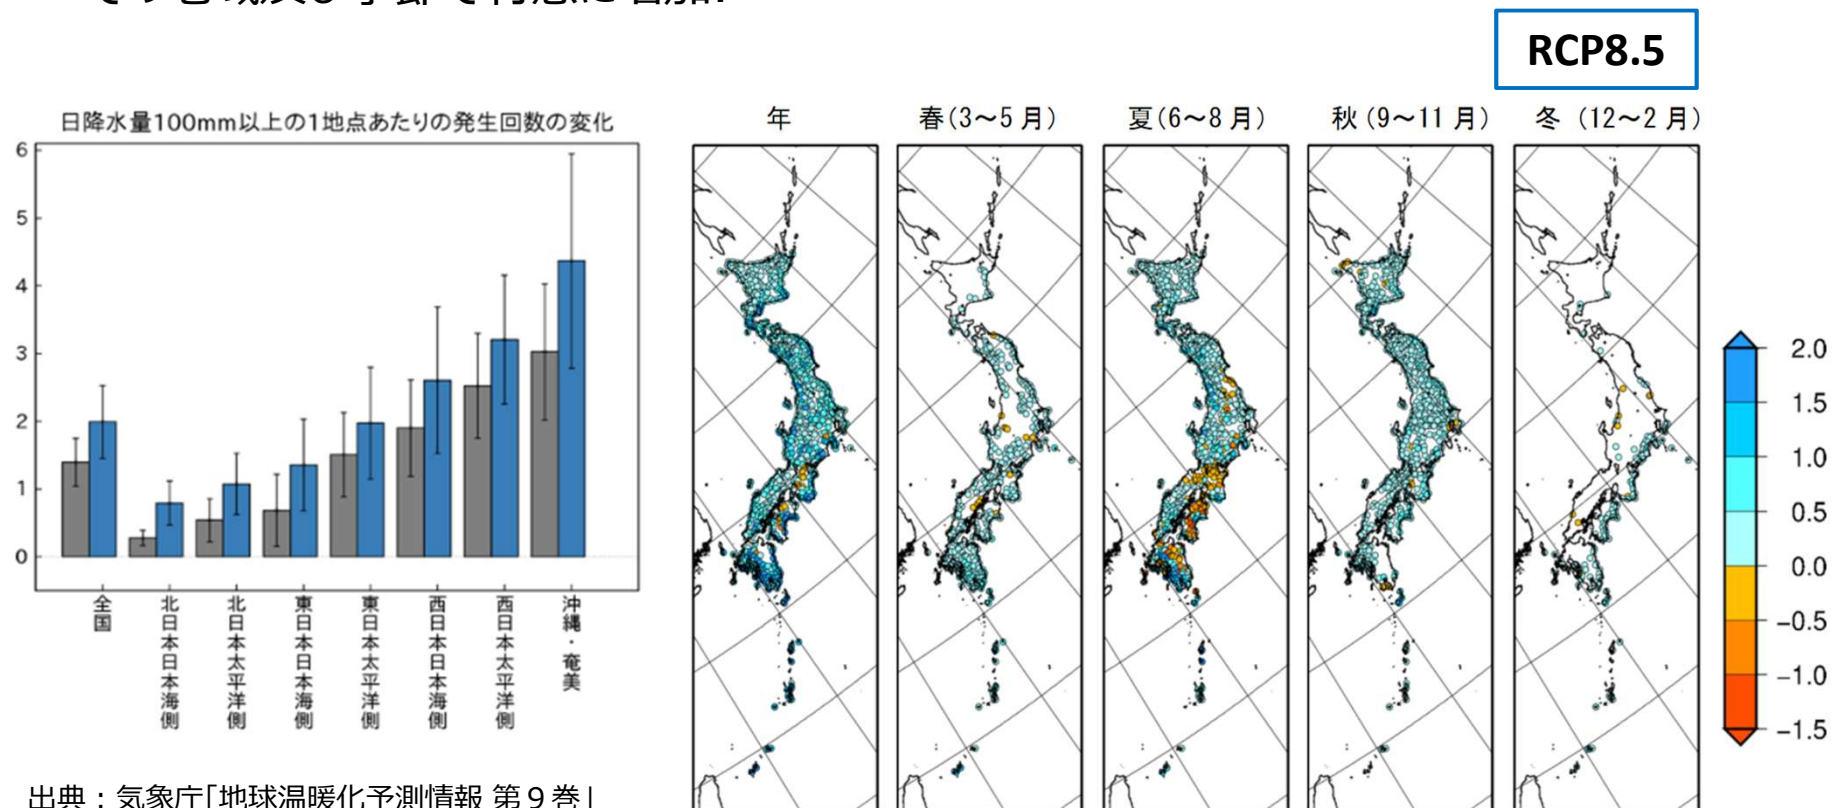 RCP8.5
日降水量100mm以上の1地点あたりの発生回数の変化
6
5
4
3
2
1
0
全国
北日本日本海側
北日本太平洋側
東日本日本海側
東日本太平洋側
西日本日本海側
西日本太平洋側
沖縄・奄美
年
春(3～5月)
夏(6～8月)
秋(9～11月)
冬 (12～2月)
2.0
1.5
1.0
0.5
0.0
−0.5
−1.0
−1.5
出典：気象庁「地球温暖化予測情報 第９巻」